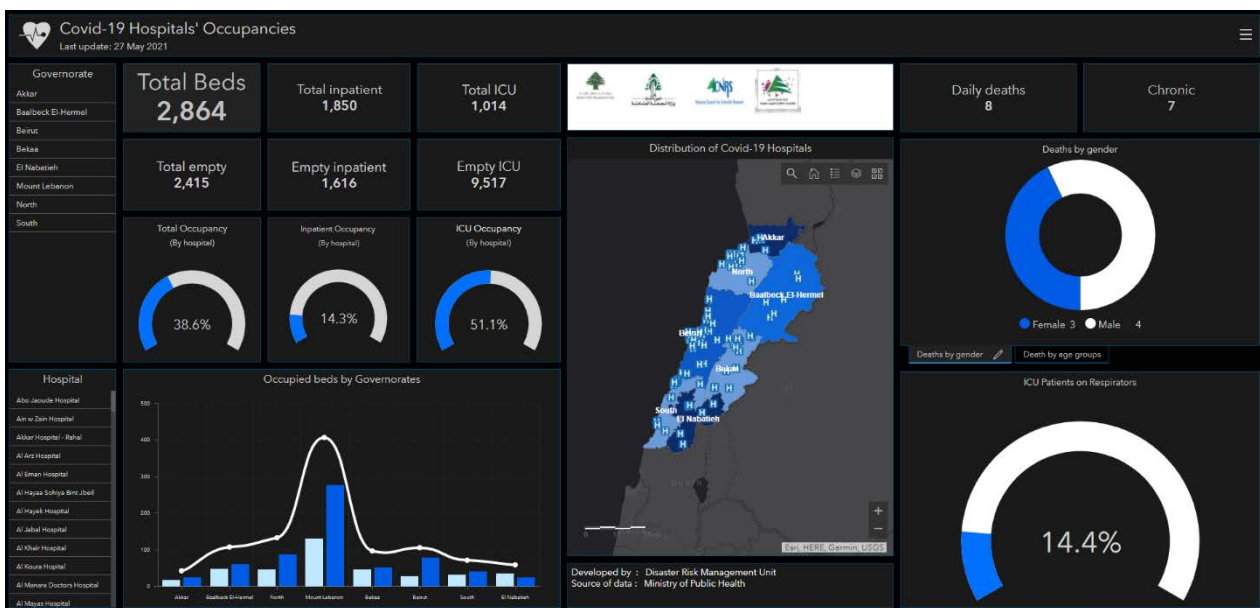 Covid-19 Hospitals' Occupancies
Last update: 27 May 2021
Governorate
Akkar
Baalbeck El-Hermel
Beirut
Bekaa
El Nabatieh
Mount Lebanon
North
South
Total Beds
2,864
Total inpatient
1,850
Total ICU
1,014
Total empty
2,415
Empty inpatient
1,616
Empty ICU
9,517
Total Occupancy
(By hospital)
38.6%
Inpatient Occupancy
(By hospital)
14.3%
ICU Occupancy
(By hospital)
51.1%
CNRS
Distribution of Covid-19 Hospitals
Akkar
North
Baalbeck El-Hermel
Bekaa
South
El Nabatieh
Esri, HERE, Garmin, USGS
Developed by : Disaster Risk Management Unit
Source of data : Ministry of Public Health
Daily deaths
8
Chronic
7
Deaths by gender
Female 3 Male 4
Deaths by gender
Death by age groups
ICU Patients on Respirators
14.4%
Hospital
Abo Jaoude Hospital
Ain w Zain Hospital
Akkar Hospital - Rahal
Al Arz Hospital
Al Eman Hospital
Al Hayaa Sohiya Bint Jbeil
Al Hayek Hospital
Al Jabal Hospital
Al Khair Hospital
Al Koura Hospital
Al Manara Doctors Hospital
Al Mayas Hospital
Occupied beds by Governorates
500
400
300
200
100
0
Akkar Baalbeck El-Hermel North Mount Lebanon Bekaa Beirut South El Nabatieh